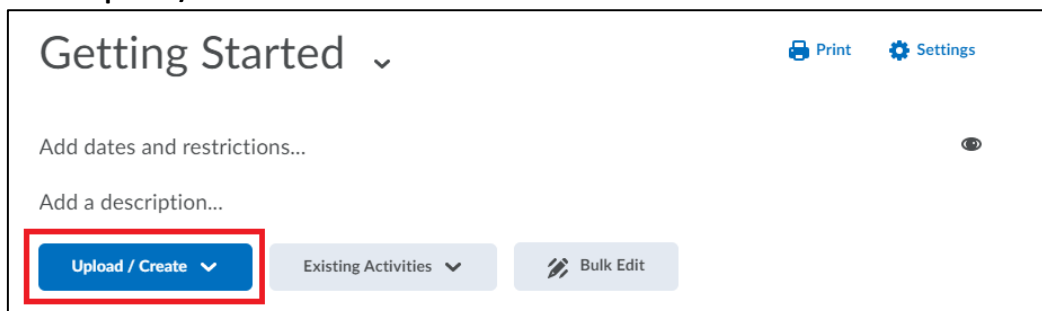 Getting Started
Print Settings
Add dates and restrictions...
Add a description...
Upload / Create Existing Activities Bulk Edit